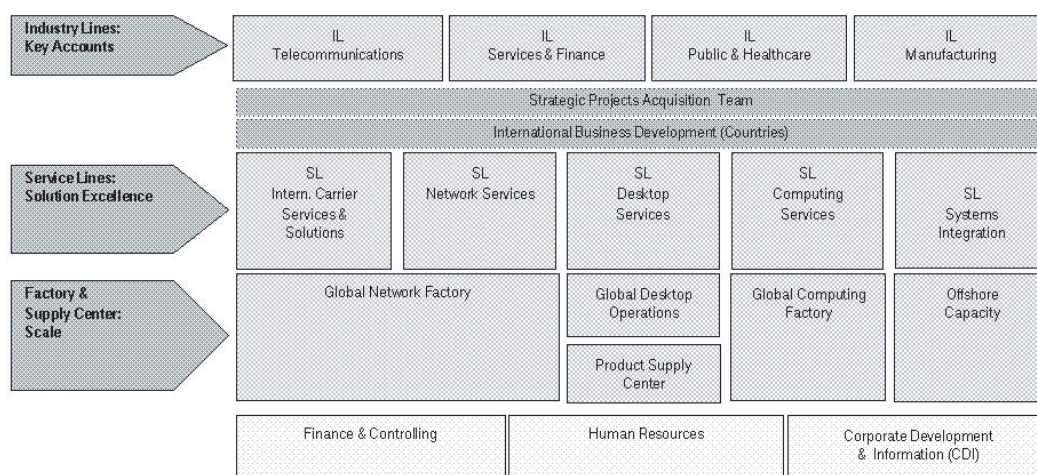 Industry Lines:
Key Accounts
IL
Telecommunications
IL
Services & Finance
IL
Public & Healthcare
IL
Manufacturing
Strategic Projects Acquisition Team
International Business Development (Countries)
Service Lines:
Solution Excellence
SL
Intern. Carrier
Services &
Solutions
SL
Network Services
SL
Desktop
Services
SL
Computing
Services
SL
Systems
Integration
Factory &
Supply Center:
Scale
Global Network Factory
Global Desktop
Operations
Product Supply
Center
Global Computing
Factory
Offshore
Capacity
Finance & Controlling
Human Resources
Corporate Development
& Information (CDI)